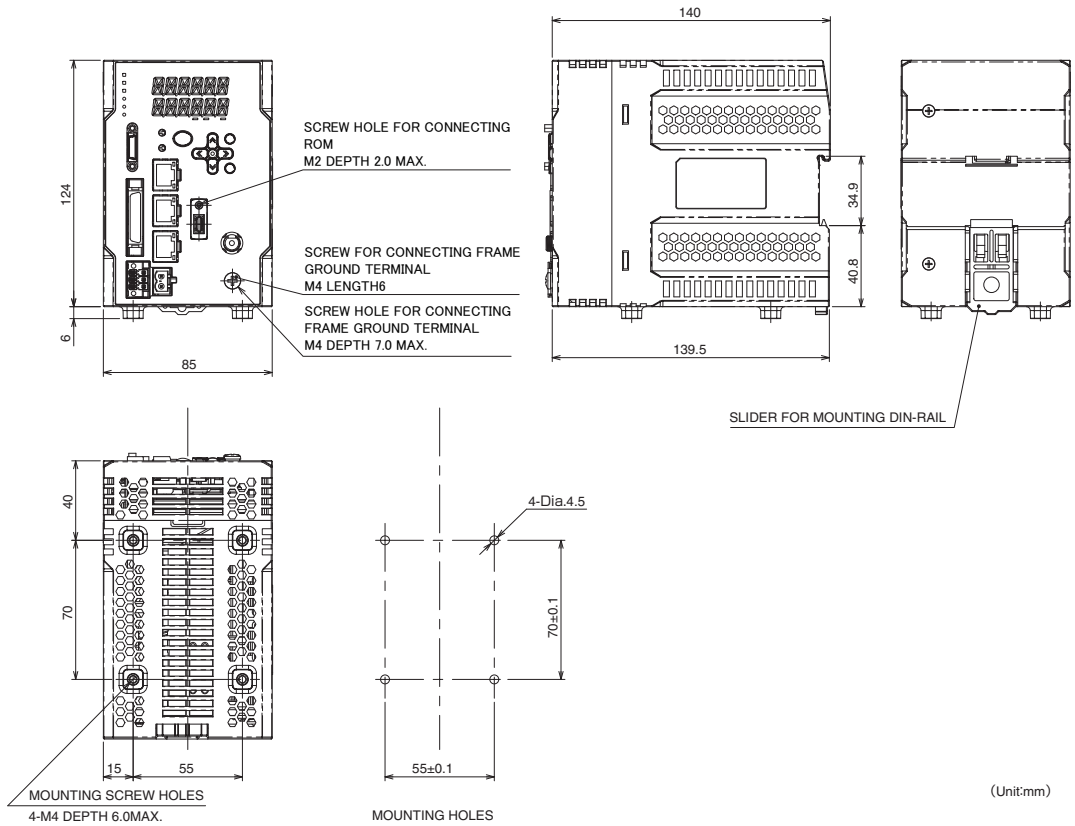 140
SCREW HOLE FOR CONNECTING
ROM
M2 DEPTH 2.0 MAX.
124
34.9
SCREW FOR CONNECTING FRAME
GROUND TERMINAL
M4 LENGTH6
40.8
SCREW HOLE FOR CONNECTING
FRAME GROUND TERMINAL
M4 DEPTH 7.0 MAX.
6
85
139.5
SLIDER FOR MOUNTING DIN-RAIL
40
4-Dia.4.5
70
70±0.1
15
55
55±0.1
MOUNTING SCREW HOLES
4-M4 DEPTH 6.0MAX.
MOUNTING HOLES
(Unit:mm)